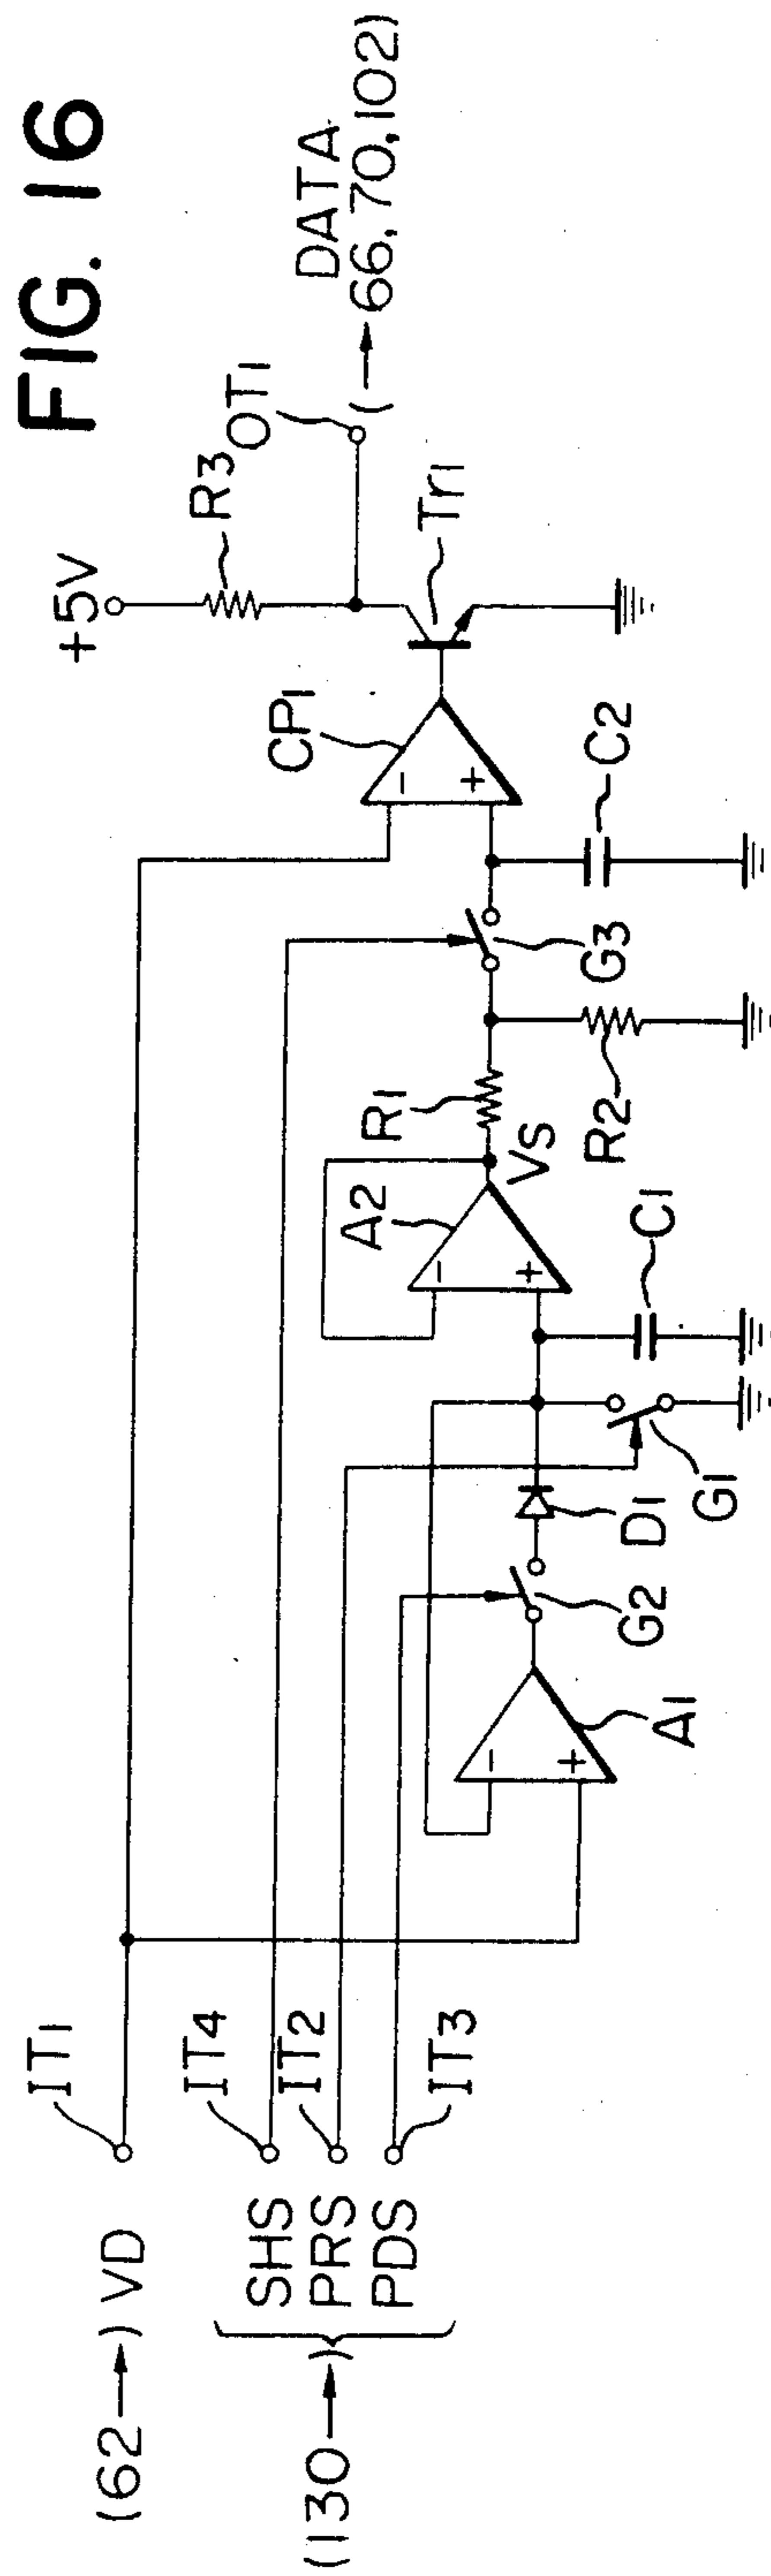 FIG. 16
(62→) VD
IT1
(130→)
SHS
PRS
PDS
IT4
IT2
IT3
A1
G2
D1
G1
C1
A2
VS
R1
R2
G3
C2
CP1
Tr1
+5V
R3
OT1
DATA
(→66, 70, 102)
-
+
-
+
-
+